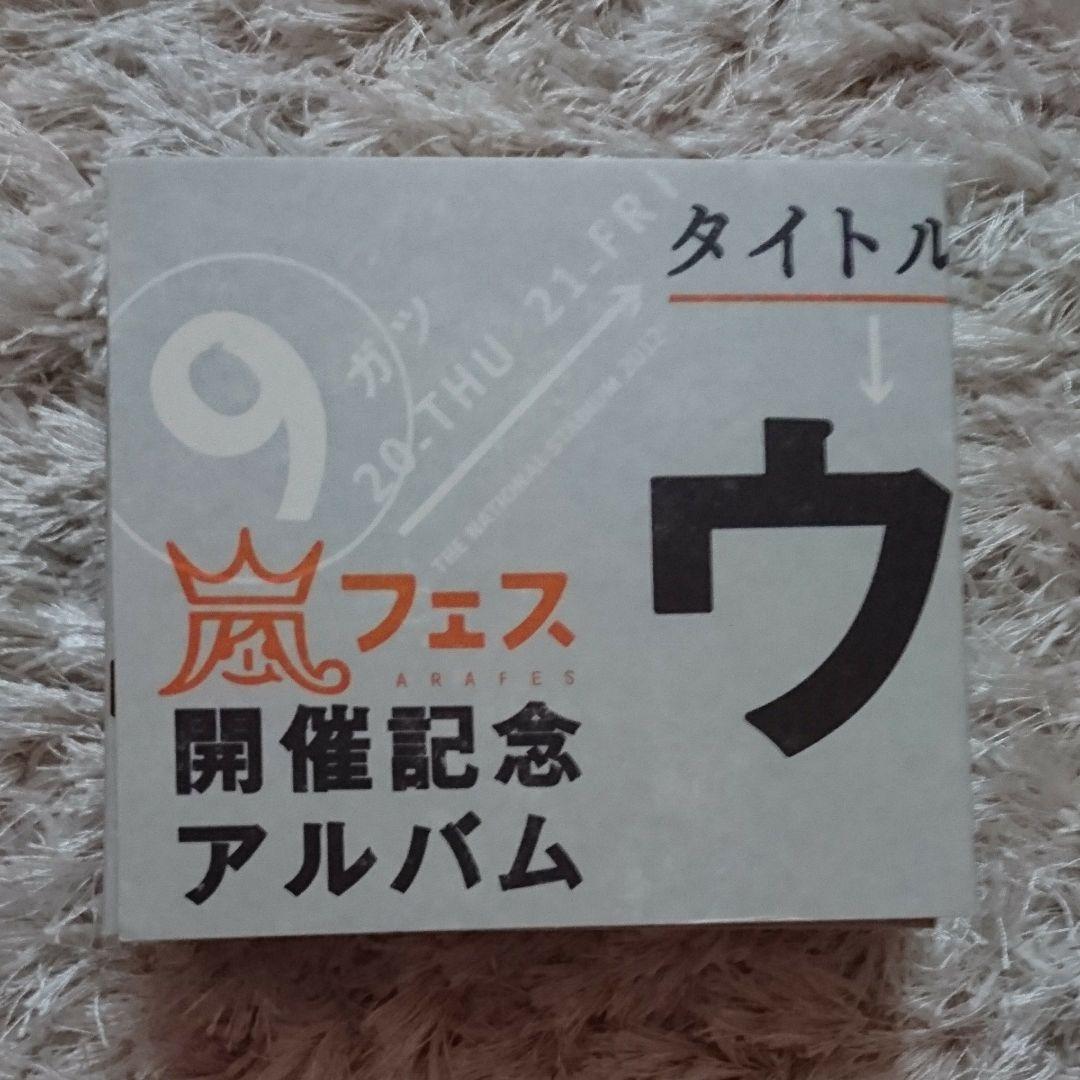 タイトル
9 ガツ
20-THU 21-FRI
THE NATIONAL STADIUM 2012
ウ
嵐フェス
ARAFES
開催記念
アルバム